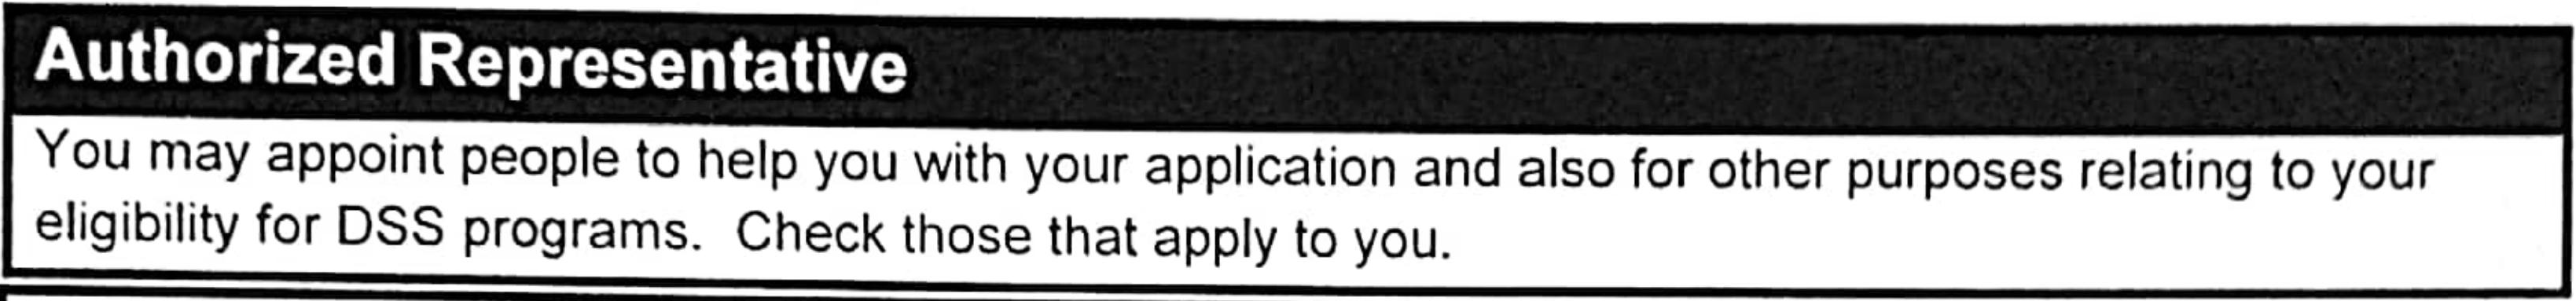 Authorized Representative
You may appoint people to help you with your application and also for other purposes relating to your
eligibility for DSS programs.  Check those that apply to you.